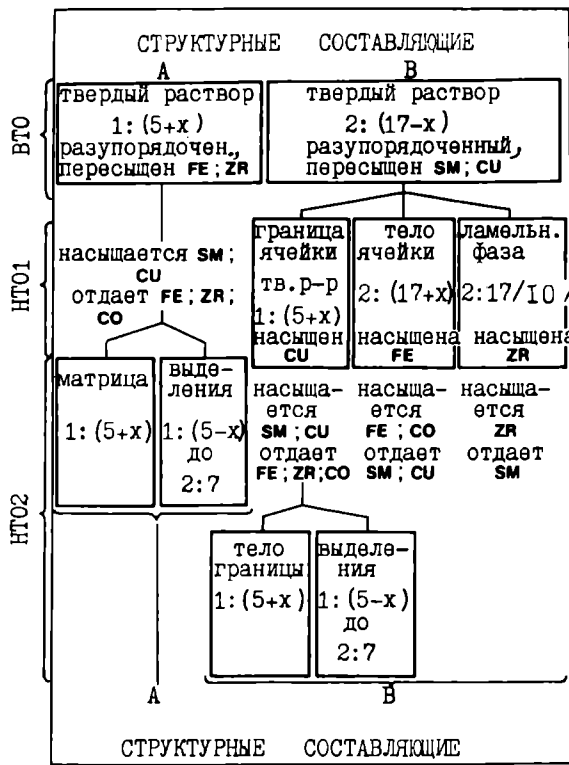 СТРУКТУРНЫЕ СОСТАВЛЯЮЩИЕ
А
В
ВТО
твердый раствор
1: (5+x)
разупорядочен.,
пересыщен FE; ZR
твердый раствор
2: (17-x)
разупорядоченный,
пересыщен SM; CU
НТО1
насыщается SM;
CU
отдает FE; ZR;
CO
граница
ячейки
тв.р-р
1: (5+x)
насыщен
CU
тело
ячейки
2: (17+x)
насыщена
FE
ламельн.
фаза
2:17/IO/
насыщена
ZR
НТО2
матрица
1: (5+x)
выде-
ления
1: (5-x)
до
2:7
насыща-
ется
SM; CU
отдает
FE; ZR; CO
насыща-
ется
FE; CO
отдает
SM; CU
насыща-
ется
ZR
отдает
SM
тело
границы
1: (5+x)
выделе-
ния
1: (5-x)
до
2:7
А
В
СТРУКТУРНЫЕ СОСТАВЛЯЮЩИЕ